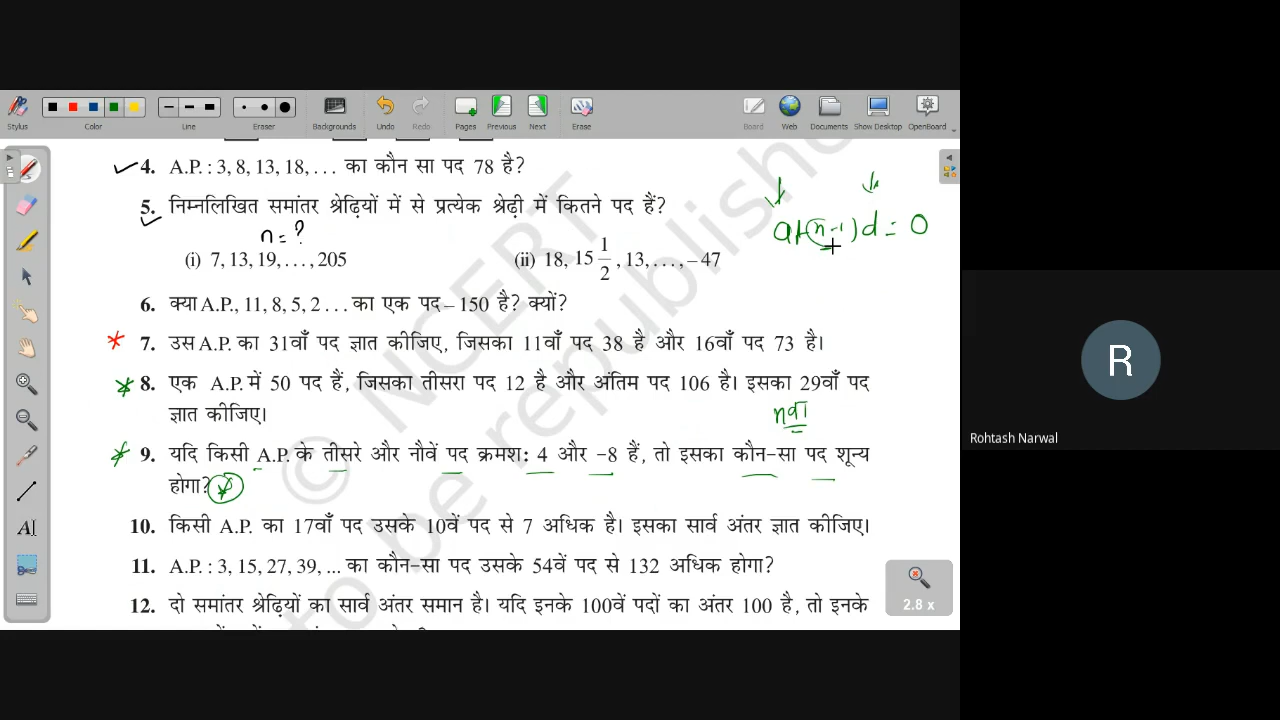 Stylus Color Line Eraser Backgrounds Undo Redo Pages Previous Next Erase Board Web Documents Show Desktop OpenBoard
4. A.P. : 3, 8, 13, 18, . . . का कौन सा पद 78 है?
5. निम्नलिखित समांतर श्रेढ़ियों में से प्रत्येक श्रेढ़ी में कितने पद हैं?
n = ?
a+(n-1)d = 0
(i) 7, 13, 19, . . ., 205 (ii) 18, 15 1/2, 13, . . ., – 47
6. क्या A.P., 11, 8, 5, 2 . . . का एक पद – 150 है? क्यों?
7. उस A.P. का 31वाँ पद ज्ञात कीजिए, जिसका 11वाँ पद 38 है और 16वाँ पद 73 है।
8. एक A.P. में 50 पद हैं, जिसका तीसरा पद 12 है और अंतिम पद 106 है। इसका 29वाँ पद
ज्ञात कीजिए।
nवाँ
9. यदि किसी A.P. के तीसरे और नौवें पद क्रमश: 4 और –8 हैं, तो इसका कौन-सा पद शून्य
होगा?
10. किसी A.P. का 17वाँ पद उसके 10वें पद से 7 अधिक है। इसका सार्व अंतर ज्ञात कीजिए।
11. A.P. : 3, 15, 27, 39, ... का कौन-सा पद उसके 54वें पद से 132 अधिक होगा?
12. दो समांतर श्रेढ़ियों का सार्व अंतर समान है। यदि इनके 100वें पदों का अंतर 100 है, तो इनके
© NCERT
to be republished
2.8 x
R
Rohtash Narwal